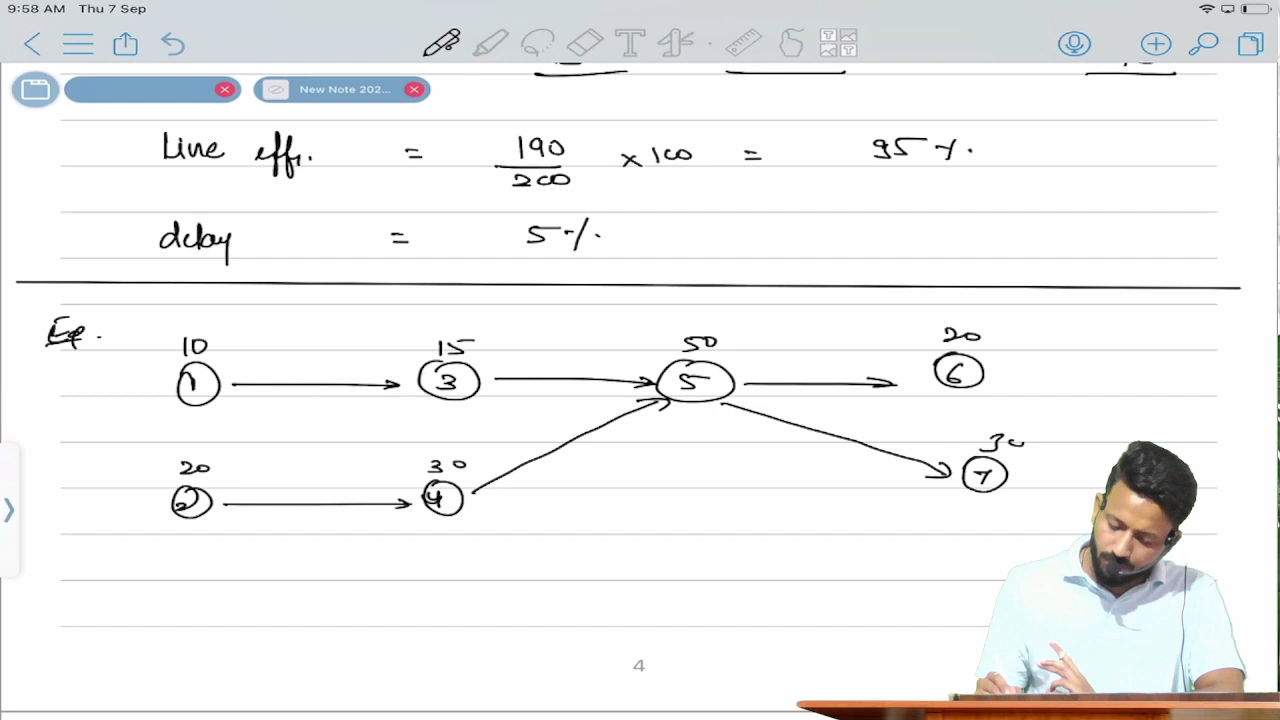 9:58 AM Thu 7 Sep
New Note 202...
Line effi. = 190/200 × 100 = 95 %.
delay = 5 %.
Eg.
10 15 50 20
1 3 5 6
20 30 30
2 4 7
4